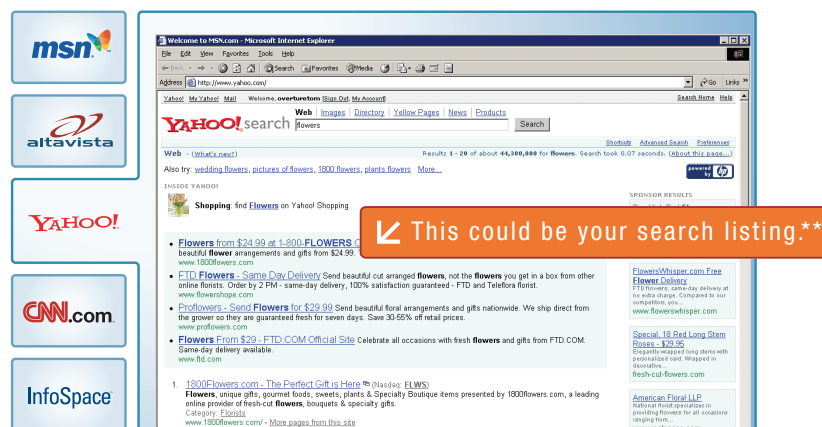 msn
altavista
YAHOO!
CNN.com
InfoSpace
Welcome to MSN.com - Microsoft Internet Explorer
File Edit View Favorites Tools Help
Back Search Favorites Media
Address http://www.yahoo.com/ Go Links »
Yahoo! My Yahoo! Mail Welcome, overturetom [Sign Out, My Account] Search Home Help
Web | Images | Directory | Yellow Pages | News | Products
YAHOO! search flowers Search
Shortcuts Advanced Search Preferences
Web - (What's new?) Results 1 - 20 of about 44,300,000 for flowers. Search took 0.07 seconds. (About this page...)
Also try: wedding flowers, pictures of flowers, 1800 flowers, plants flowers More...
powered by hp
INSIDE YAHOO!
Shopping: find Flowers on Yahoo! Shopping
SPONSOR RESULTS
This could be your search listing.**
• Flowers from $24.99 at 1-800-FLOWERS.C
beautiful flower arrangements and gifts from $24.99.
www.1800flowers.com
• FTD Flowers - Same Day Delivery Send beautiful cut arranged flowers, not the flowers you get in a box from other
online florists. Order by 2 PM - same-day delivery, 100% satisfaction guaranteed - FTD and Teleflora florist.
www.flowershope.com
• Proflowers - Send Flowers for $29.99 Send beautiful floral arrangements and gifts nationwide. We ship direct from
the grower so they are guaranteed fresh for seven days. Save 30-55% off retail prices.
www.proflowers.com
• Flowers From $29 - FTD.COM Official Site Celebrate all occasions with fresh flowers and gifts from FTD.COM.
Same-day delivery available.
www.ftd.com
1. 1800Flowers.com - The Perfect Gift is Here (Nasdaq: FLWS)
Flowers, unique gifts, gourmet foods, sweets, plants & Specialty Boutique items presented by 1800flowers.com, a leading
online provider of fresh-cut flowers, bouquets & specialty gifts.
Category: Florists
www.1800flowers.com/ - More pages from this site
FlowersWhisper.com Free
Flower Delivery
FTD flowers, same-day delivery at
no extra charge. Compared to our
competitors, you...
www.flowerswhisper.com
Special, 18 Red Long Stem
Roses - $29.95
Elegantly wrapped long stems with
personalized card. Wrapped in
decorative...
fresh-cut-flowers.com
American Floral LLP
National florist specializes in
providing flowers for all occasions
ranging from...